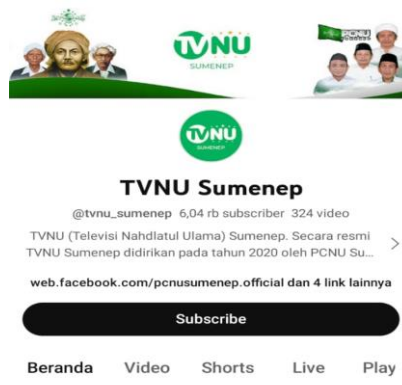 TVNU
SUMENEP
PCNU
TVNU
SUMENEP
TVNU Sumenep
@tvnu_sumenep 6,04 rb subscriber 324 video
TVNU (Televisi Nahdlatul Ulama) Sumenep. Secara resmi
TVNU Sumenep didirikan pada tahun 2020 oleh PCNU Su...
web.facebook.com/pcnusumenep.official dan 4 link lainnya
Subscribe
Beranda Video Shorts Live Play